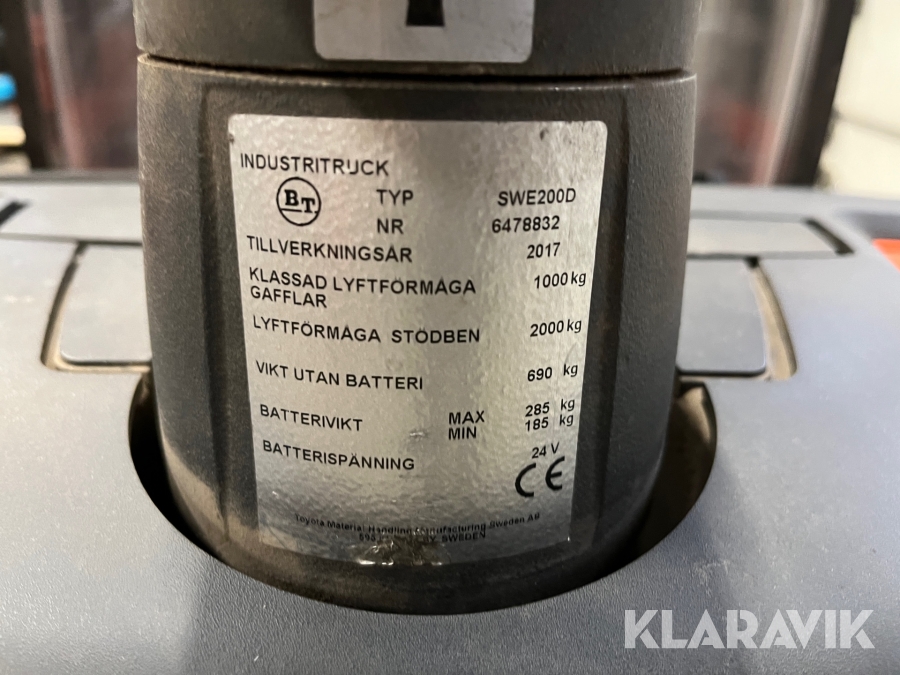 INDUSTRITRUCK
BT TYP SWE200D
NR 6478832
TILLVERKNINGSÅR 2017
KLASSAD LYFTFÖRMÅGA 1000 kg
GAFFLAR
LYFTFÖRMÅGA STÖDBEN 2000 kg
VIKT UTAN BATTERI 690 kg
BATTERIVIKT MAX 285 kg
MIN 185 kg
BATTERISPÄNNING 24 V
CE
Toyota Material Handling Manufacturing Sweden AB
SWEDEN
KLARAVIK